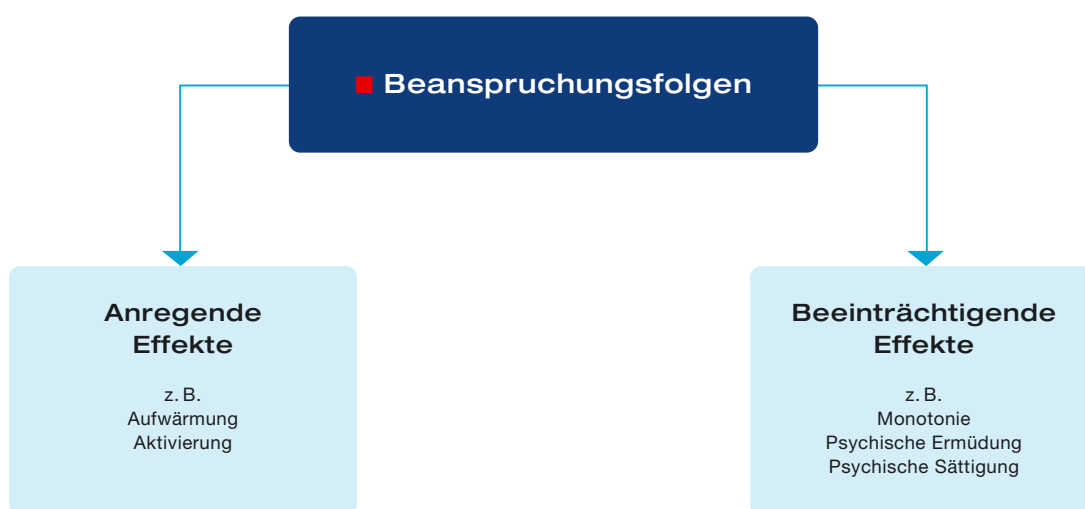 Beanspruchungsfolgen
Anregende
Effekte
z. B.
Aufwärmung
Aktivierung
Beeinträchtigende
Effekte
z. B.
Monotonie
Psychische Ermüdung
Psychische Sättigung